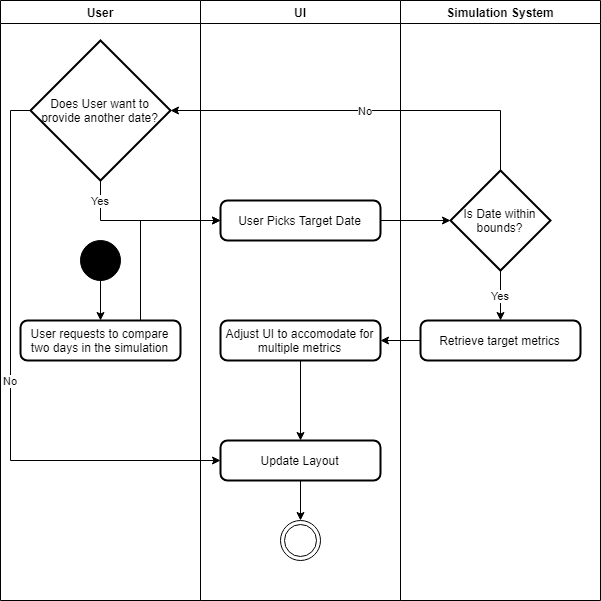 User
UI
Simulation System
Does User want to
provide another date?
No
Yes
User Picks Target Date
Is Date within
bounds?
Yes
User requests to compare
two days in the simulation
Adjust UI to accomodate for
multiple metrics
Retrieve target metrics
No
Update Layout